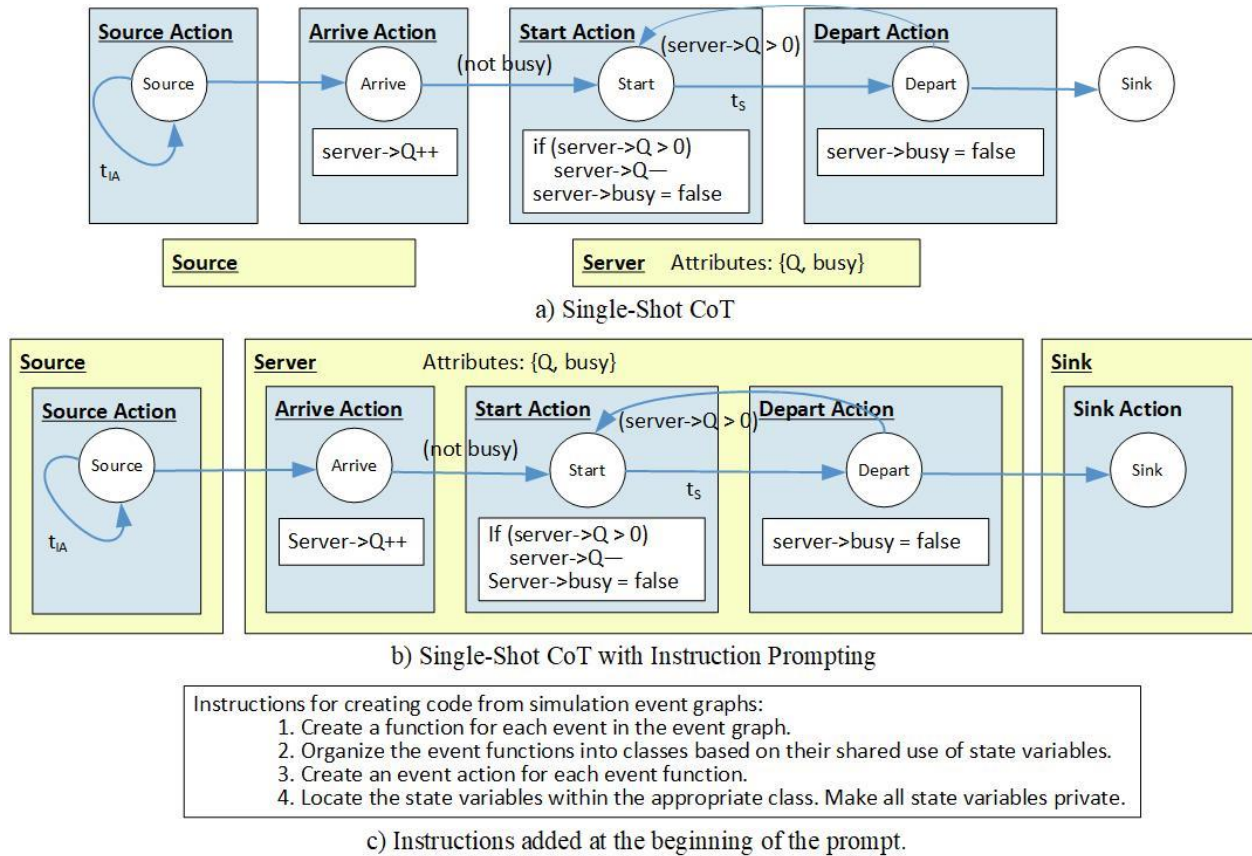 Source Action
Arrive Action
Start Action
Depart Action
(server->Q > 0)
(not busy)
Source
Arrive
Start
Depart
Sink
tIA
tS
server->Q++
if (server->Q > 0)
server->Q—
server->busy = false
server->busy = false
Source
Server Attributes: {Q, busy}
a) Single-Shot CoT
Source
Server Attributes: {Q, busy}
Sink
Source Action
Arrive Action
Start Action
Depart Action
Sink Action
(server->Q > 0)
(not busy)
Source
Arrive
Start
Depart
Sink
tIA
tS
Server->Q++
If (server->Q > 0)
server->Q—
Server->busy = false
server->busy = false
b) Single-Shot CoT with Instruction Prompting
Instructions for creating code from simulation event graphs:
1. Create a function for each event in the event graph.
2. Organize the event functions into classes based on their shared use of state variables.
3. Create an event action for each event function.
4. Locate the state variables within the appropriate class. Make all state variables private.
c) Instructions added at the beginning of the prompt.